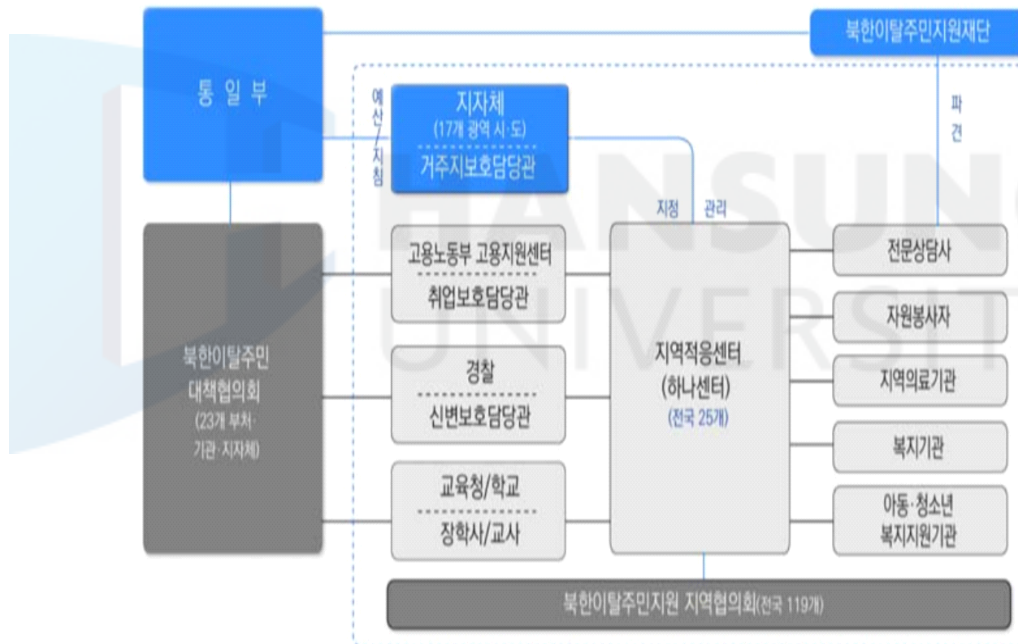 통일부
북한이탈주민지원재단
예산/지침
지자체
(17개 광역 시·도)
거주지보호담당관
파견
지정 관리
고용노동부 고용지원센터
취업보호담당관
경찰
신변보호담당관
교육청/학교
장학사/교사
북한이탈주민
대책협의회
(23개 부처·
기관·지자체)
지역적응센터
(하나센터)
(전국 25개)
전문상담사
자원봉사자
지역의료기관
복지기관
아동·청소년
복지지원기관
북한이탈주민지원 지역협의회(전국 119개)
HANSUNG
UNIVERSIT